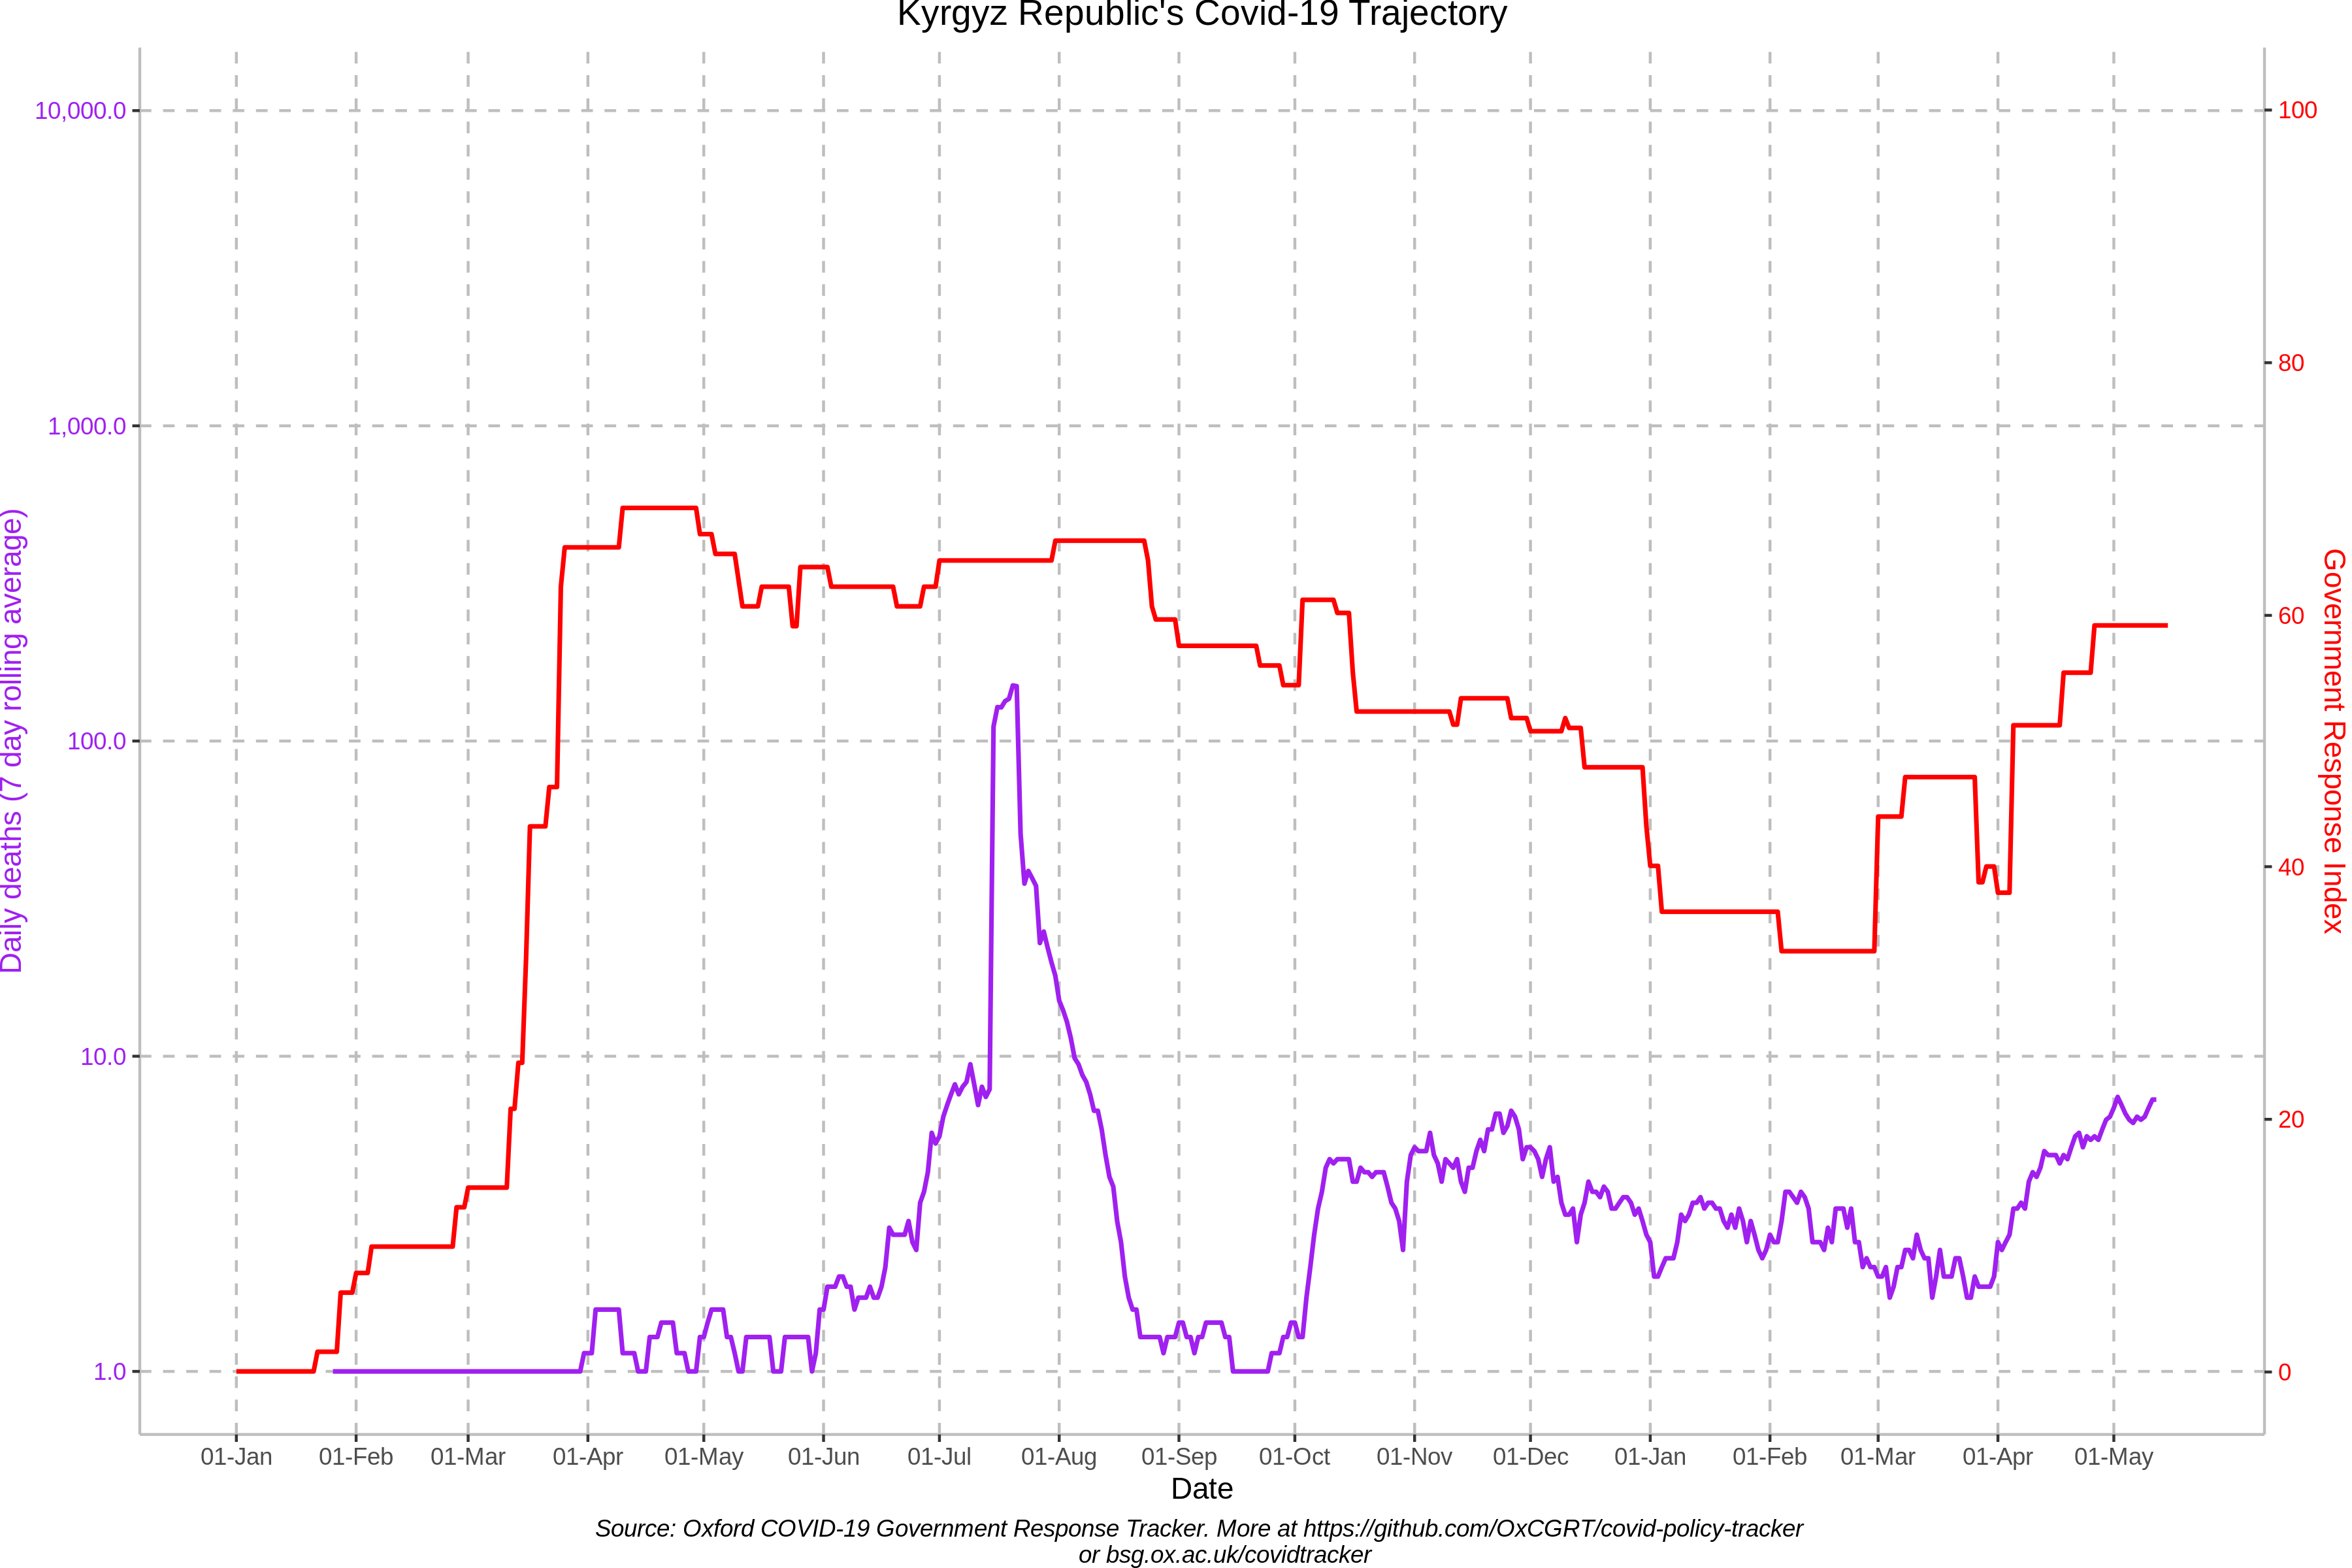 Kyrgyz Republic's Covid-19 Trajectory
10,000.0
1,000.0
100.0
10.0
1.0
Daily deaths (7 day rolling average)
100
80
60
40
20
0
Government Response Index
01-Jan 01-Feb 01-Mar 01-Apr 01-May 01-Jun 01-Jul 01-Aug 01-Sep 01-Oct 01-Nov 01-Dec 01-Jan 01-Feb 01-Mar 01-Apr 01-May
Date
Source: Oxford COVID-19 Government Response Tracker. More at https://github.com/OxCGRT/covid-policy-tracker
or bsg.ox.ac.uk/covidtracker